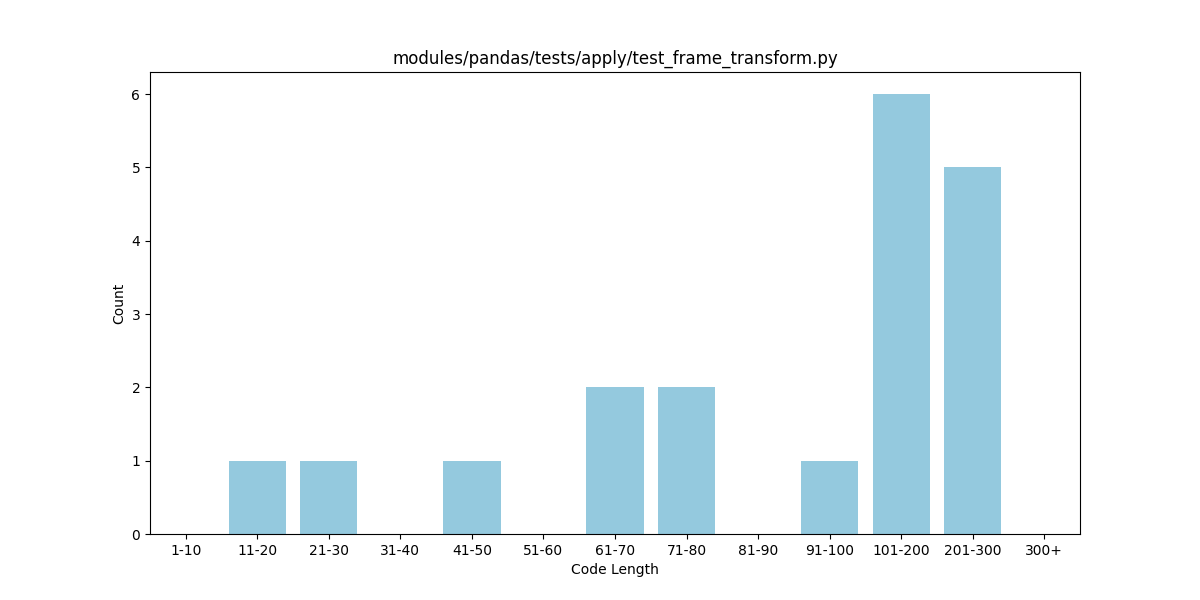 modules/pandas/tests/apply/test_frame_transform.py
6
5
4
3
2
1
0
Count
1-10 11-20 21-30 31-40 41-50 51-60 61-70 71-80 81-90 91-100 101-200 201-300 300+
Code Length